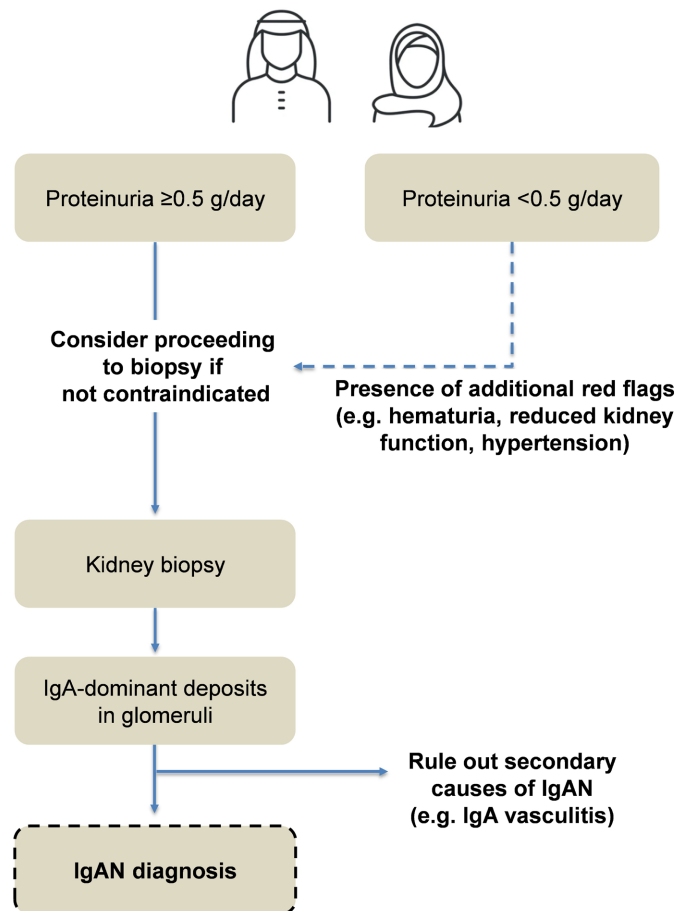 Proteinuria ≥0.5 g/day
Proteinuria <0.5 g/day
Consider proceeding
to biopsy if
not contraindicated
Presence of additional red flags
(e.g. hematuria, reduced kidney
function, hypertension)
Kidney biopsy
IgA-dominant deposits
in glomeruli
Rule out secondary
causes of IgAN
(e.g. IgA vasculitis)
IgAN diagnosis